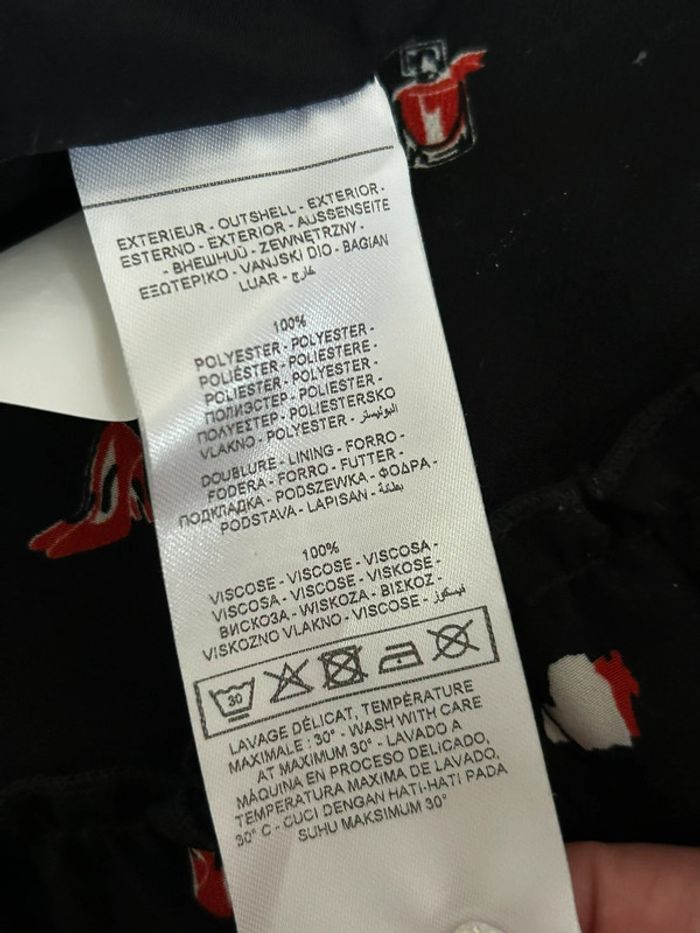 EXTERIEUR - OUTSHELL - EXTERIOR -
ESTERNO - EXTERIOR - AUSSENSEITE
- ВНЕШНИЙ - ZEWNĘTRZNY -
ΕΞΩΤΕΡΙΚΟ - VANJSKI DIO - BAGIAN
LUAR - خارج
100%
POLYESTER - POLYESTER -
POLIÉSTER - POLIESTERE -
POLIESTER - POLYESTER -
ПОЛИЭСТЕР - POLIESTER -
ΠΟΛΥΕΣΤΕΡ - POLIESTERSKO
VLAKNO - POLYESTER - البوليستر
DOUBLURE - LINING - FORRO -
FODERA - FORRO - FUTTER -
ПОДКЛАДКА - PODSZEWKA - ΦΟΔΡΑ -
PODSTAVA - LAPISAN - بطانة
100%
VISCOSE - VISCOSE - VISCOSA -
VISCOSA - VISCOSE - VISKOSE -
ВИСКОЗА - WISKOZA - ΒΙΣΚΟΖ -
VISKOZNO VLAKNO - VISCOSE - فيسكوز
30
LAVAGE DÉLICAT, TEMPÉRATURE
MAXIMALE : 30° - WASH WITH CARE
AT MAXIMUM 30° - LAVADO A
MÁQUINA EN PROCESO DELICADO,
TEMPERATURA MAXIMA DE LAVADO,
30° C - CUCI DENGAN HATI-HATI PADA
SUHU MAKSIMUM 30°